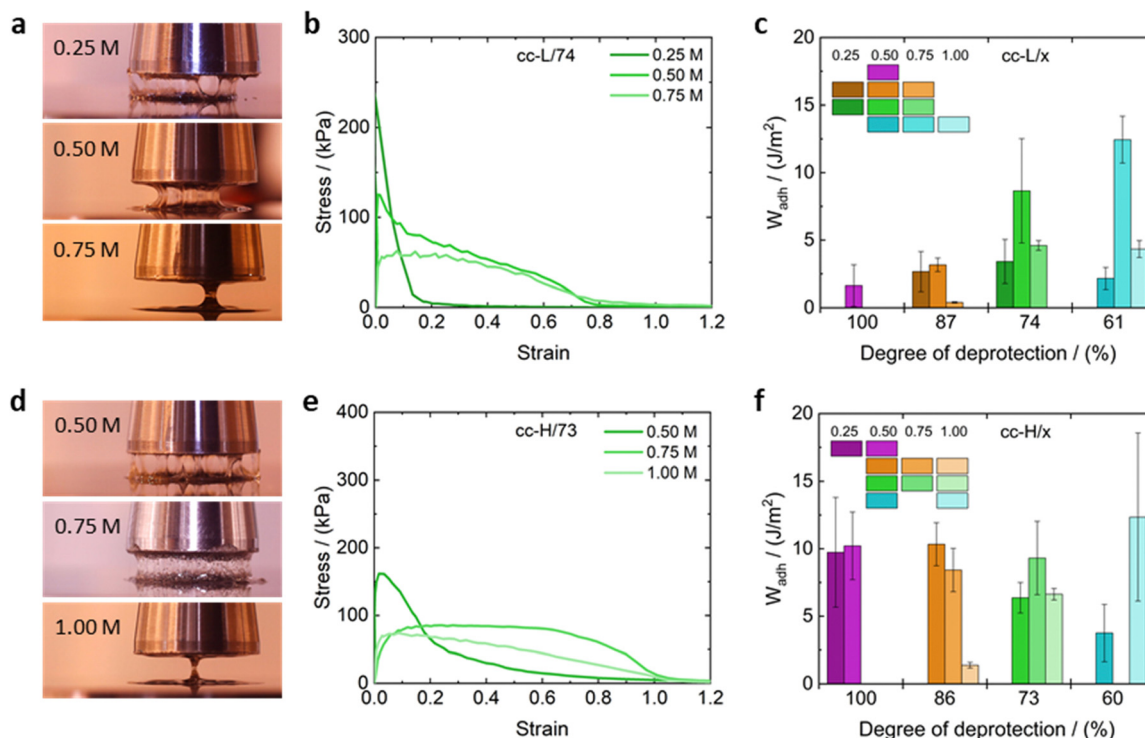 a
0.25 M
0.50 M
0.75 M
b
300
200
100
0
Stress / (kPa)
cc-L/74
0.25 M
0.50 M
0.75 M
0.0 0.2 0.4 0.6 0.8 1.0 1.2
Strain
c
20
15
10
5
0
W_adh / (J/m²)
0.25 0.50 0.75 1.00
cc-L/x
100 87 74 61
Degree of deprotection / (%)
d
0.50 M
0.75 M
1.00 M
e
400
300
200
100
0
Stress / (kPa)
cc-H/73
0.50 M
0.75 M
1.00 M
0.0 0.2 0.4 0.6 0.8 1.0 1.2
Strain
f
20
15
10
5
0
W_adh / (J/m²)
0.25 0.50 0.75 1.00
cc-H/x
100 86 73 60
Degree of deprotection / (%)